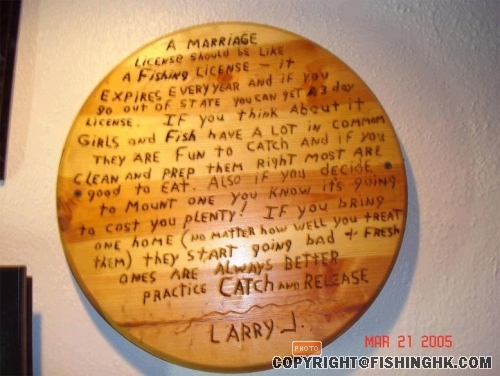 A MARRIAGE
LICENSE SHOULD BE LIKE
A FISHING LICENSE - IT
EXPIRES EVERY YEAR AND IF YOU
GO OUT OF STATE YOU CAN GET A 3 day
LICENSE. IF YOU THINK ABOUT IT
GIRLS and FISH HAVE A LOT IN COMMON
THEY ARE FUN TO CATCH AND IF YOU
CLEAN AND PREP THEM RIGHT MOST ARE
good to EAT. ALSO IF YOU DECIDE
to MOUNT ONE YOU KNOW ITS GOING
to COST YOU PLENTY! IF YOU BRING
ONE HOME (NO MATTER HOW WELL YOU TREAT
THEM) THEY START GOING BAD + FRESH
ONES ARE ALWAYS BETTER
PRACTICE CATCH AND RELEASE
LARRY J.
MAR 21 2005
PHOTO
COPYRIGHT@FISHINGHK.COM